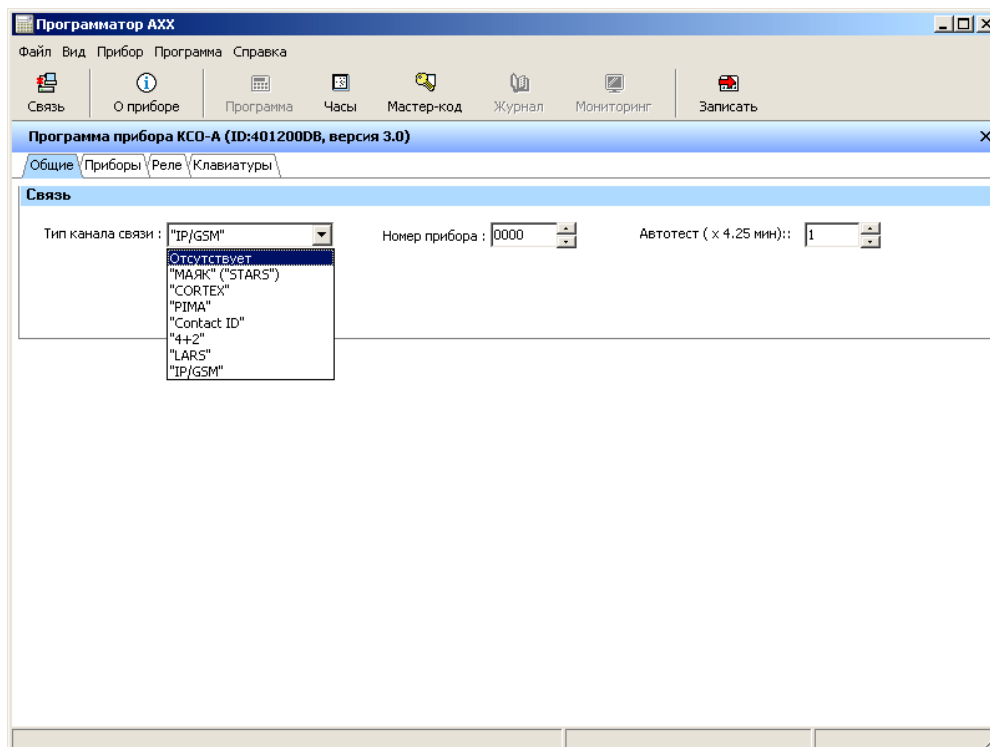 Программатор АХХ
Файл Вид Прибор Программа Справка
Связь О приборе Программа Часы Мастер-код Журнал Мониторинг Записать
Программа прибора КСО-А (ID:401200DB, версия 3.0)
Общие Приборы Реле Клавиатуры
Связь
Тип канала связи : "IP/GSM" Номер прибора : 0000 Автотест ( x 4.25 мин):: 1
Отсутствует
"МАЯК" ("STARS")
"CORTEX"
"PIMA"
"Contact ID"
"4+2"
"LARS"
"IP/GSM"